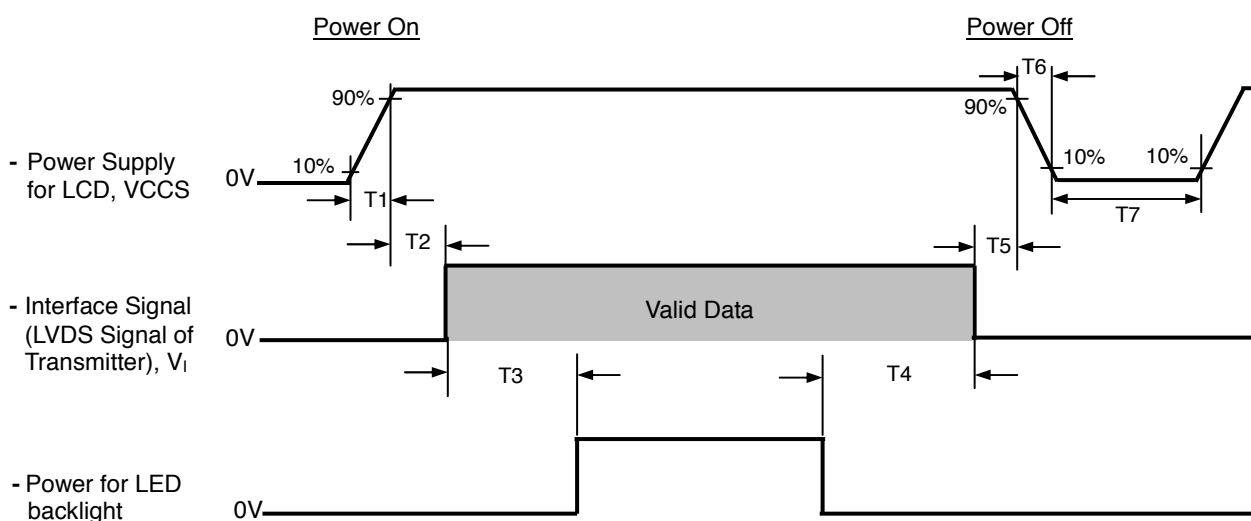 Power On
Power Off
T6
90%
90%
- Power Supply
for LCD, VCCS
10%
10%
10%
0V
T1
T7
T2
T5
- Interface Signal
(LVDS Signal of
Transmitter), VI
Valid Data
0V
T3
T4
- Power for LED
backlight
0V